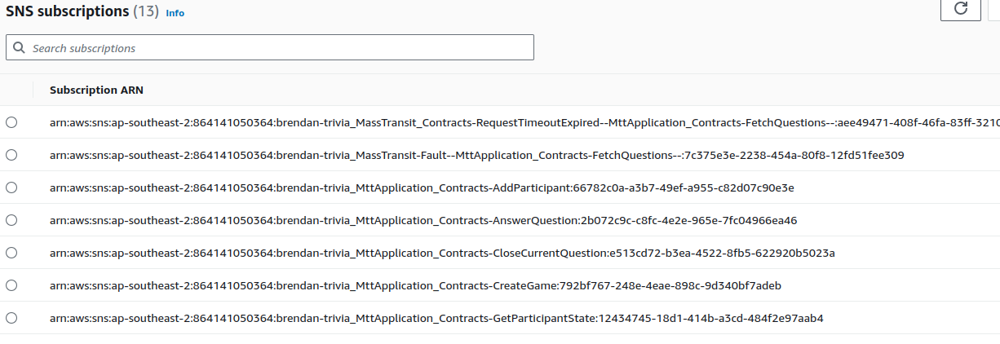 SNS subscriptions (13) Info
Search subscriptions
Subscription ARN
arn:aws:sns:ap-southeast-2:864141050364:brendan-trivia_MassTransit_Contracts-RequestTimeoutExpired--MttApplication_Contracts-FetchQuestions--:aee49471-408f-46fa-83ff-3210
arn:aws:sns:ap-southeast-2:864141050364:brendan-trivia_MassTransit-Fault--MttApplication_Contracts-FetchQuestions--:7c375e3e-2238-454a-80f8-12fd51fee309
arn:aws:sns:ap-southeast-2:864141050364:brendan-trivia_MttApplication_Contracts-AddParticipant:66782c0a-a3b7-49ef-a955-c82d07c90e3e
arn:aws:sns:ap-southeast-2:864141050364:brendan-trivia_MttApplication_Contracts-AnswerQuestion:2b072c9c-c8fc-4e2e-965e-7fc04966ea46
arn:aws:sns:ap-southeast-2:864141050364:brendan-trivia_MttApplication_Contracts-CloseCurrentQuestion:e513cd72-b3ea-4522-8fb5-622920b5023a
arn:aws:sns:ap-southeast-2:864141050364:brendan-trivia_MttApplication_Contracts-CreateGame:792bf767-248e-4eae-898c-9d340bf7adeb
arn:aws:sns:ap-southeast-2:864141050364:brendan-trivia_MttApplication_Contracts-GetParticipantState:12434745-18d1-414b-a3cd-484f2e97aab4